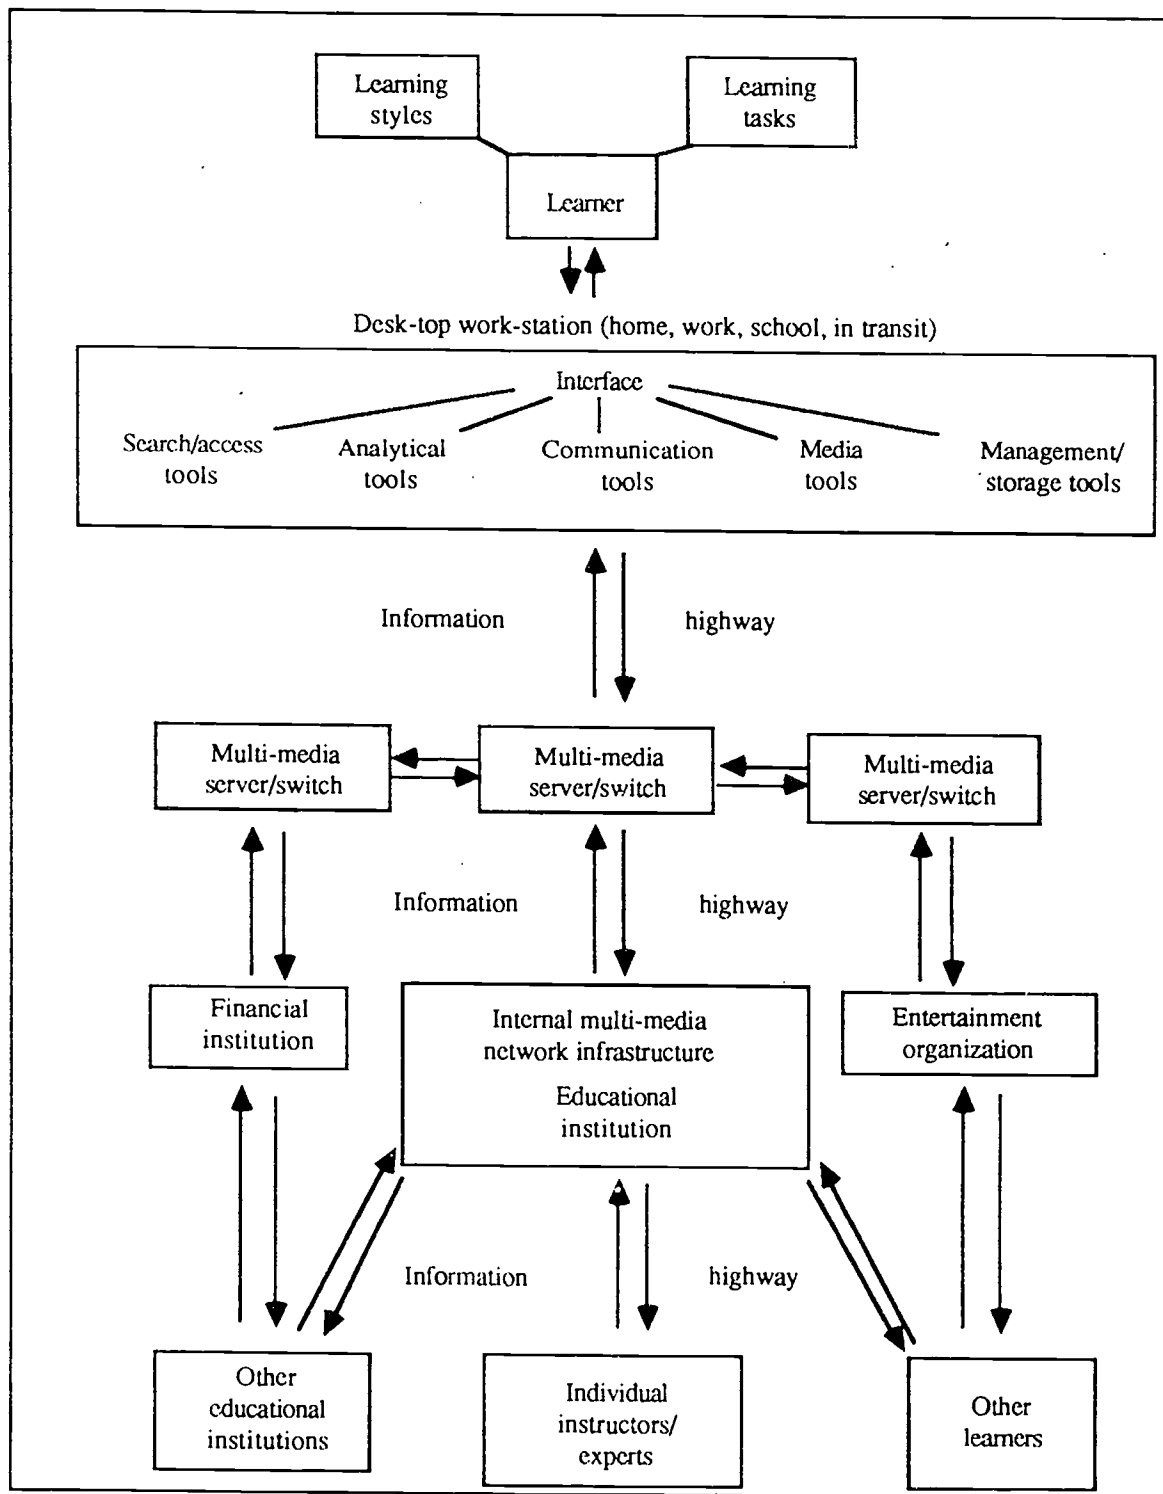 Learning
styles
Learning
tasks
Learner
Desk-top work-station (home, work, school, in transit)
Interface
Search/access
tools
Analytical
tools
Communication
tools
Media
tools
Management/
storage tools
Information highway
Multi-media
server/switch
Multi-media
server/switch
Multi-media
server/switch
Information highway
Financial
institution
Internal multi-media
network infrastructure
Educational
institution
Entertainment
organization
Information highway
Other
educational
institutions
Individual
instructors/
experts
Other
learners